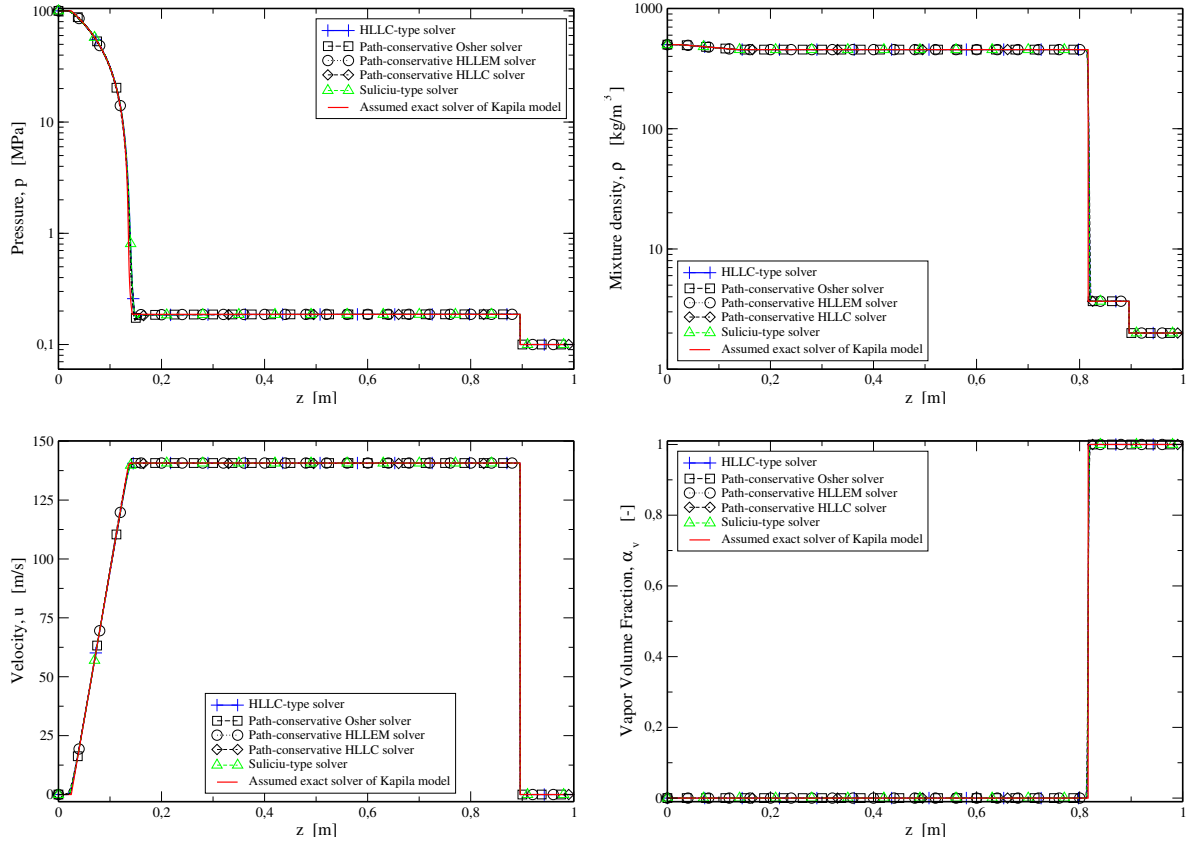 100
10
1
0.1
Pressure, p [MPa]
0
0,2
0,4
0,6
0,8
1
z [m]
HLLC-type solver
Path-conservative Osher solver
Path-conservative HLLEM solver
Path-conservative HLLC solver
Suliciu-type solver
Assumed exact solver of Kapila model
1000
100
10
1
Mixture density, ρ [kg/m³]
0
0,2
0,4
0,6
0,8
1
z [m]
HLLC-type solver
Path-conservative Osher solver
Path-conservative HLLEM solver
Path-conservative HLLC solver
Suliciu-type solver
Assumed exact solver of Kapila model
150
125
100
75
50
25
0
Velocity, u [m/s]
0
0,2
0,4
0,6
0,8
1
z [m]
HLLC-type solver
Path-conservative Osher solver
Path-conservative HLLEM solver
Path-conservative HLLC solver
Suliciu-type solver
Assumed exact solver of Kapila model
1
0,8
0,6
0,4
0,2
0
Vapor Volume Fraction, α_v [-]
0
0,2
0,4
0,6
0,8
1
z [m]
HLLC-type solver
Path-conservative Osher solver
Path-conservative HLLEM solver
Path-conservative HLLC solver
Suliciu-type solver
Assumed exact solver of Kapila model